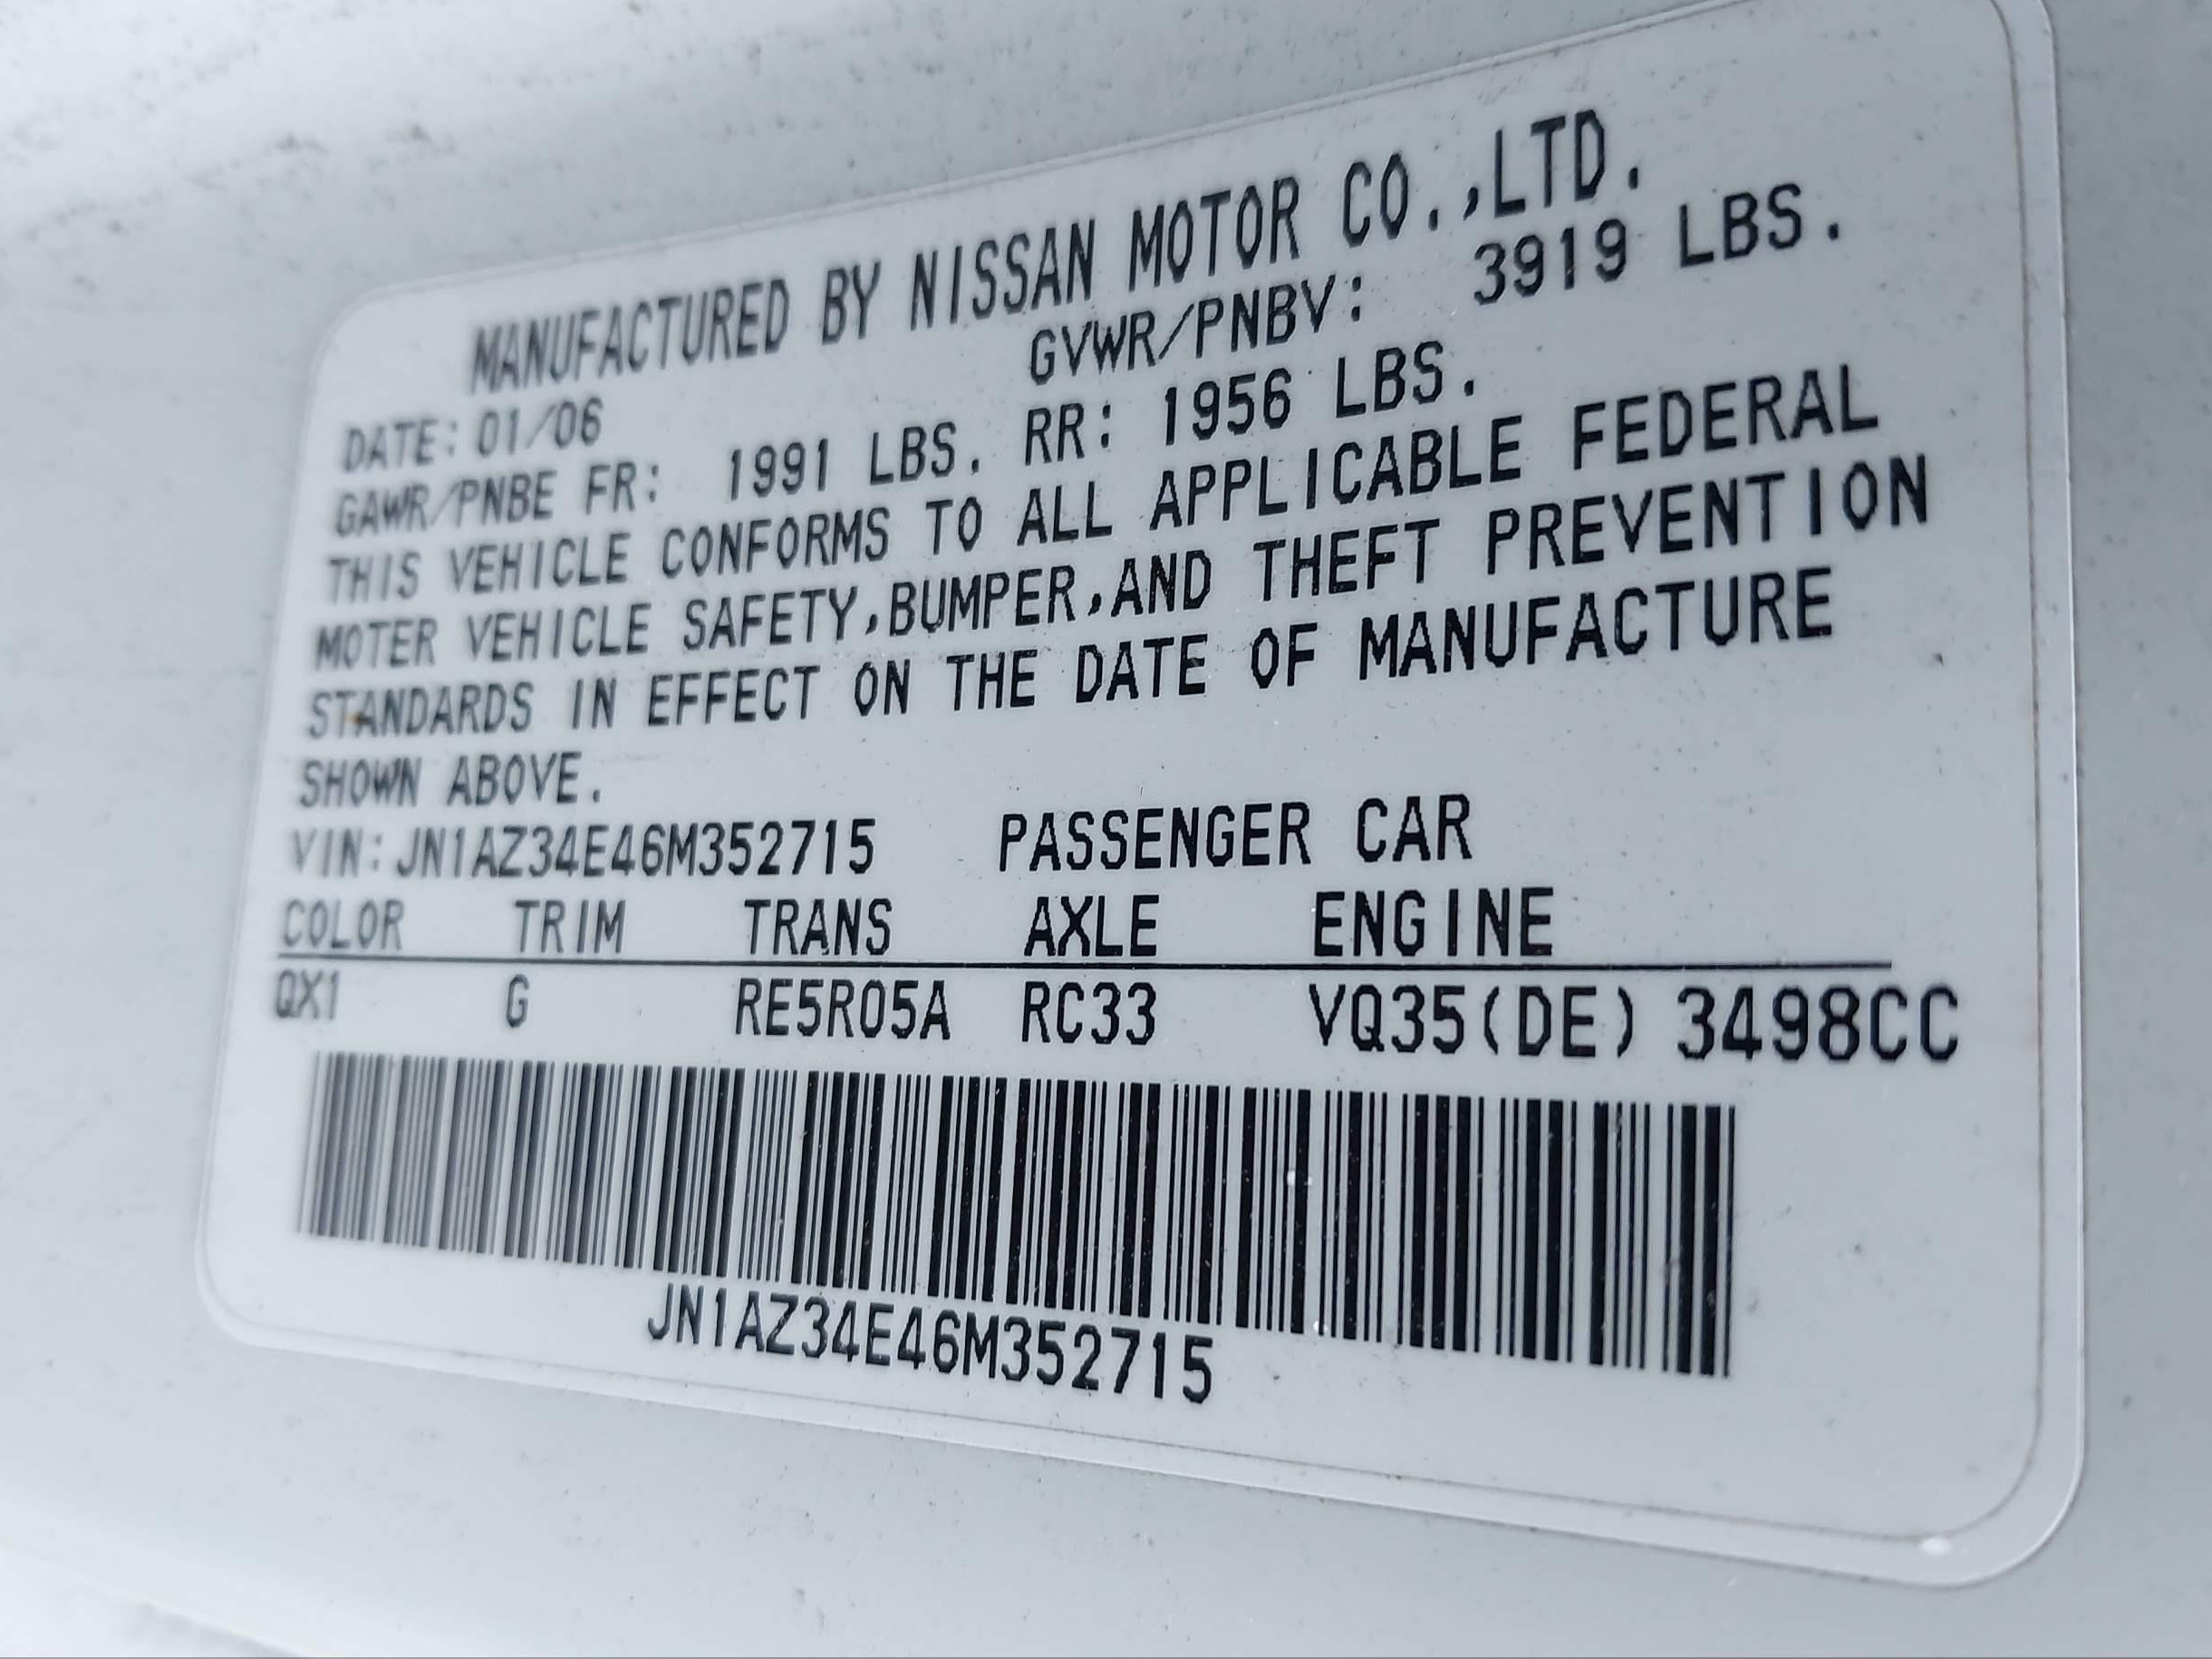 MANUFACTURED BY NISSAN MOTOR CO.,LTD.
DATE: 01/06 GVWR/PNBV: 3919 LBS.
GAWR/PNBE FR: 1991 LBS. RR: 1956 LBS.
THIS VEHICLE CONFORMS TO ALL APPLICABLE FEDERAL
MOTER VEHICLE SAFETY,BUMPER,AND THEFT PREVENTION
STANDARDS IN EFFECT ON THE DATE OF MANUFACTURE
SHOWN ABOVE.
VIN:JN1AZ34E46M352715 PASSENGER CAR
COLOR TRIM TRANS AXLE ENGINE
QX1 G RE5R05A RC33 VQ35(DE) 3498CC
JN1AZ34E46M352715